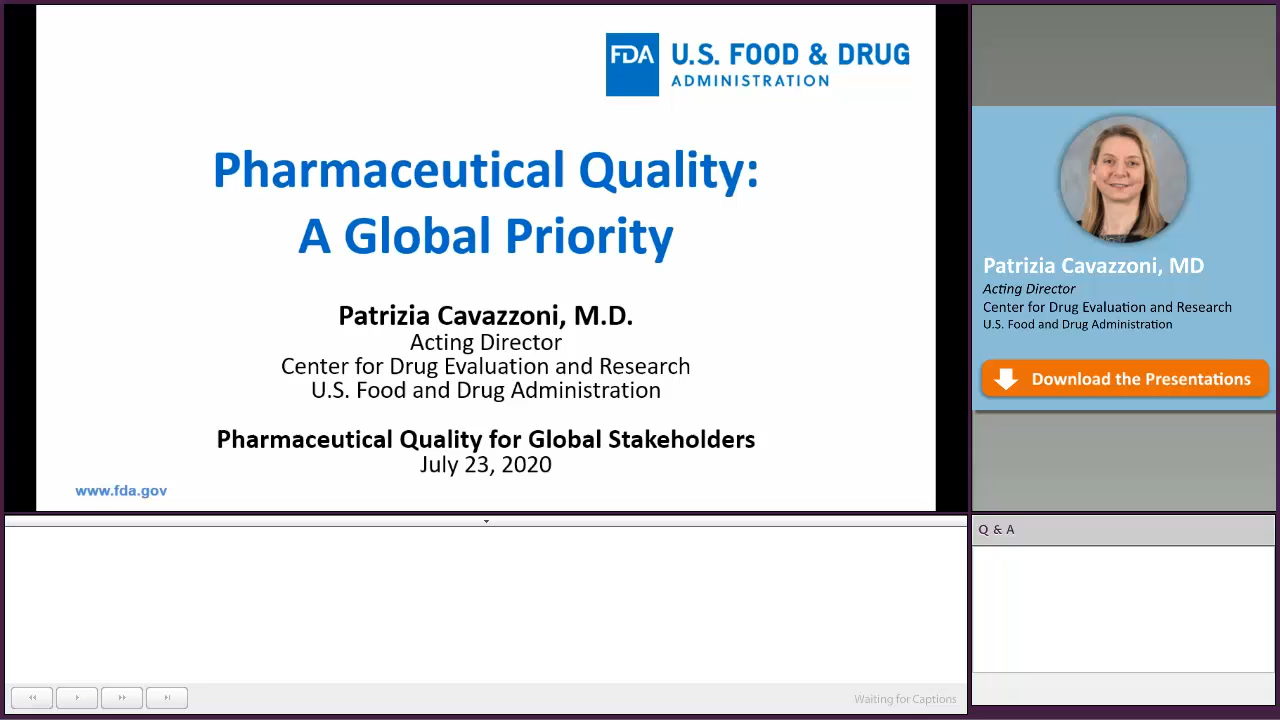 FDA
U.S. FOOD & DRUG
ADMINISTRATION
Pharmaceutical Quality:
A Global Priority
Patrizia Cavazzoni, M.D.
Acting Director
Center for Drug Evaluation and Research
U.S. Food and Drug Administration
Pharmaceutical Quality for Global Stakeholders
July 23, 2020
www.fda.gov
Patrizia Cavazzoni, MD
Acting Director
Center for Drug Evaluation and Research
U.S. Food and Drug Administration
Download the Presentations
Q & A
Waiting for Captions